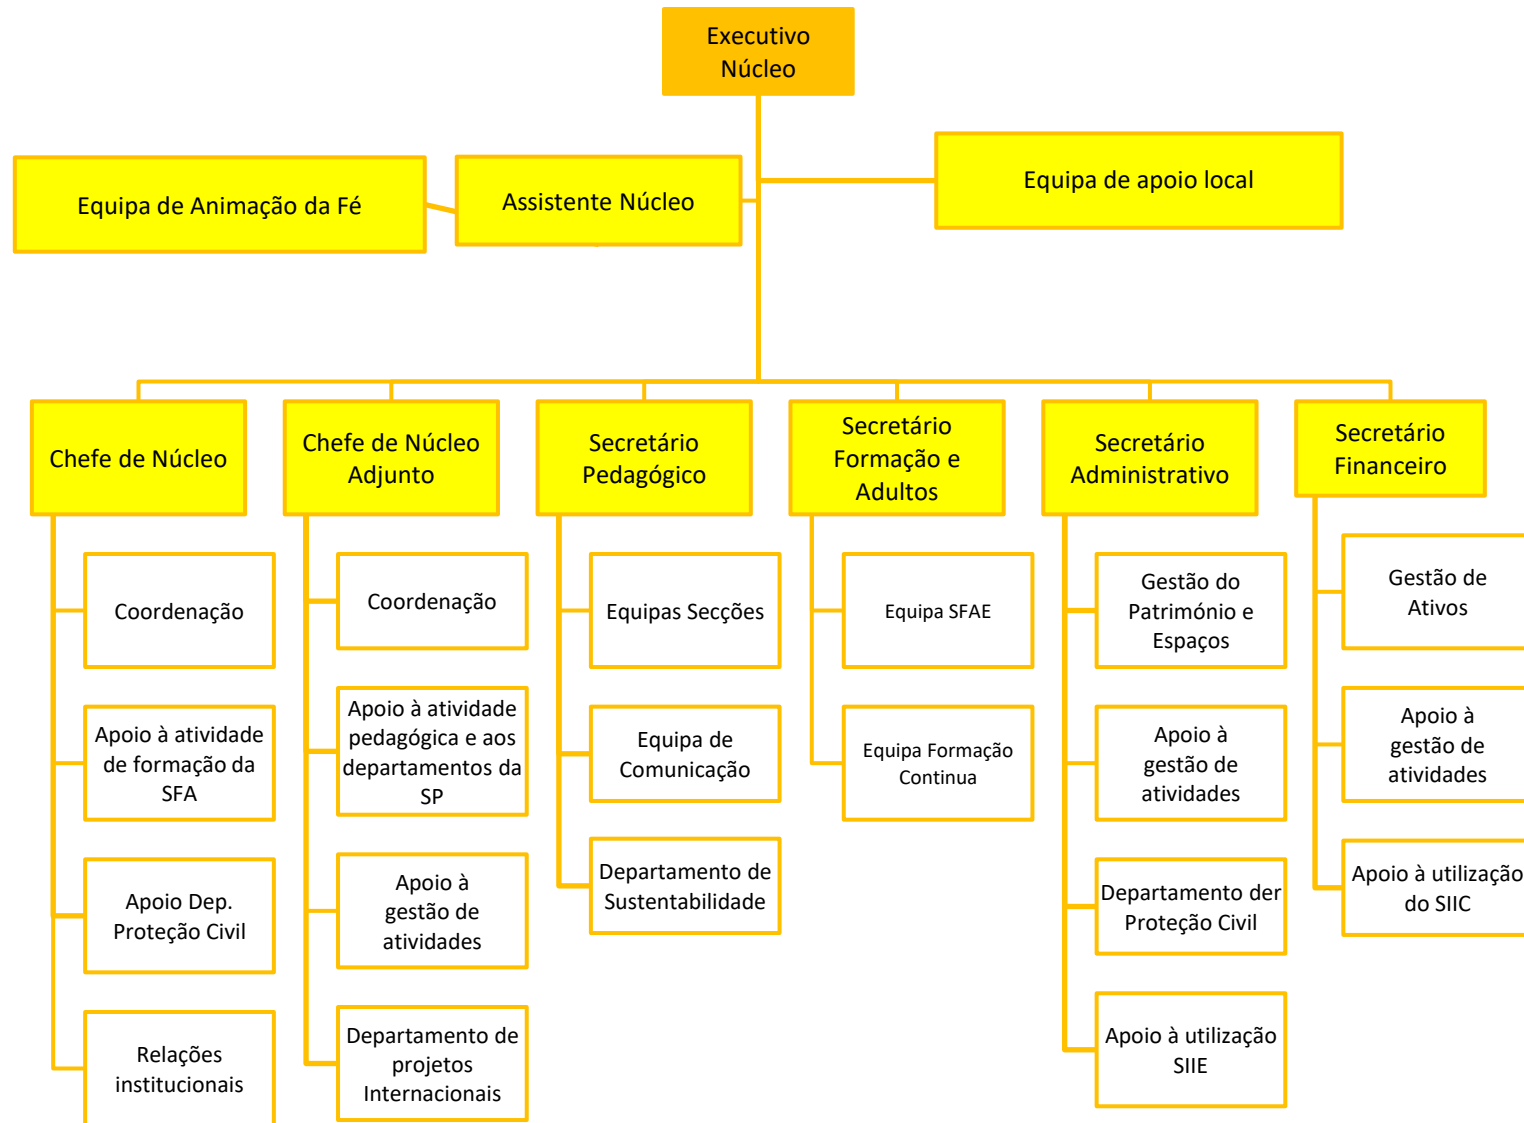 Executivo
Núcleo
Equipa de Animação da Fé
Assistente Núcleo
Equipa de apoio local
Chefe de Núcleo
Chefe de Núcleo
Adjunto
Secretário
Pedagógico
Secretário
Formação e
Adultos
Secretário
Administrativo
Secretário
Financeiro
Coordenação
Apoio à atividade
de formação da
SFA
Apoio Dep.
Proteção Civil
Relações
institucionais
Coordenação
Apoio à atividade
pedagógica e aos
departamentos da
SP
Apoio à
gestão de
atividades
Departamento de
projetos
Internacionais
Equipas Secções
Equipa de
Comunicação
Departamento de
Sustentabilidade
Equipa SFAE
Equipa Formação
Continua
Gestão do
Património e
Espaços
Apoio à
gestão de
atividades
Departamento der
Proteção Civil
Apoio à utilização
SIIE
Gestão de
Ativos
Apoio à
gestão de
atividades
Apoio à utilização
do SIIC